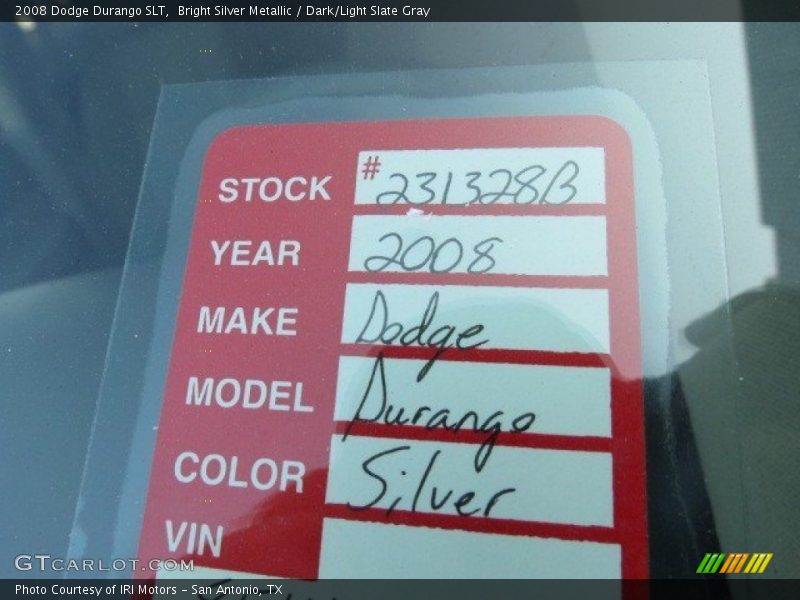 2008 Dodge Durango SLT, Bright Silver Metallic / Dark/Light Slate Gray
STOCK # 231328B
YEAR 2008
MAKE Dodge
MODEL Durango
COLOR Silver
VIN
GTcarlot.com
Photo Courtesy of IRI Motors - San Antonio, TX